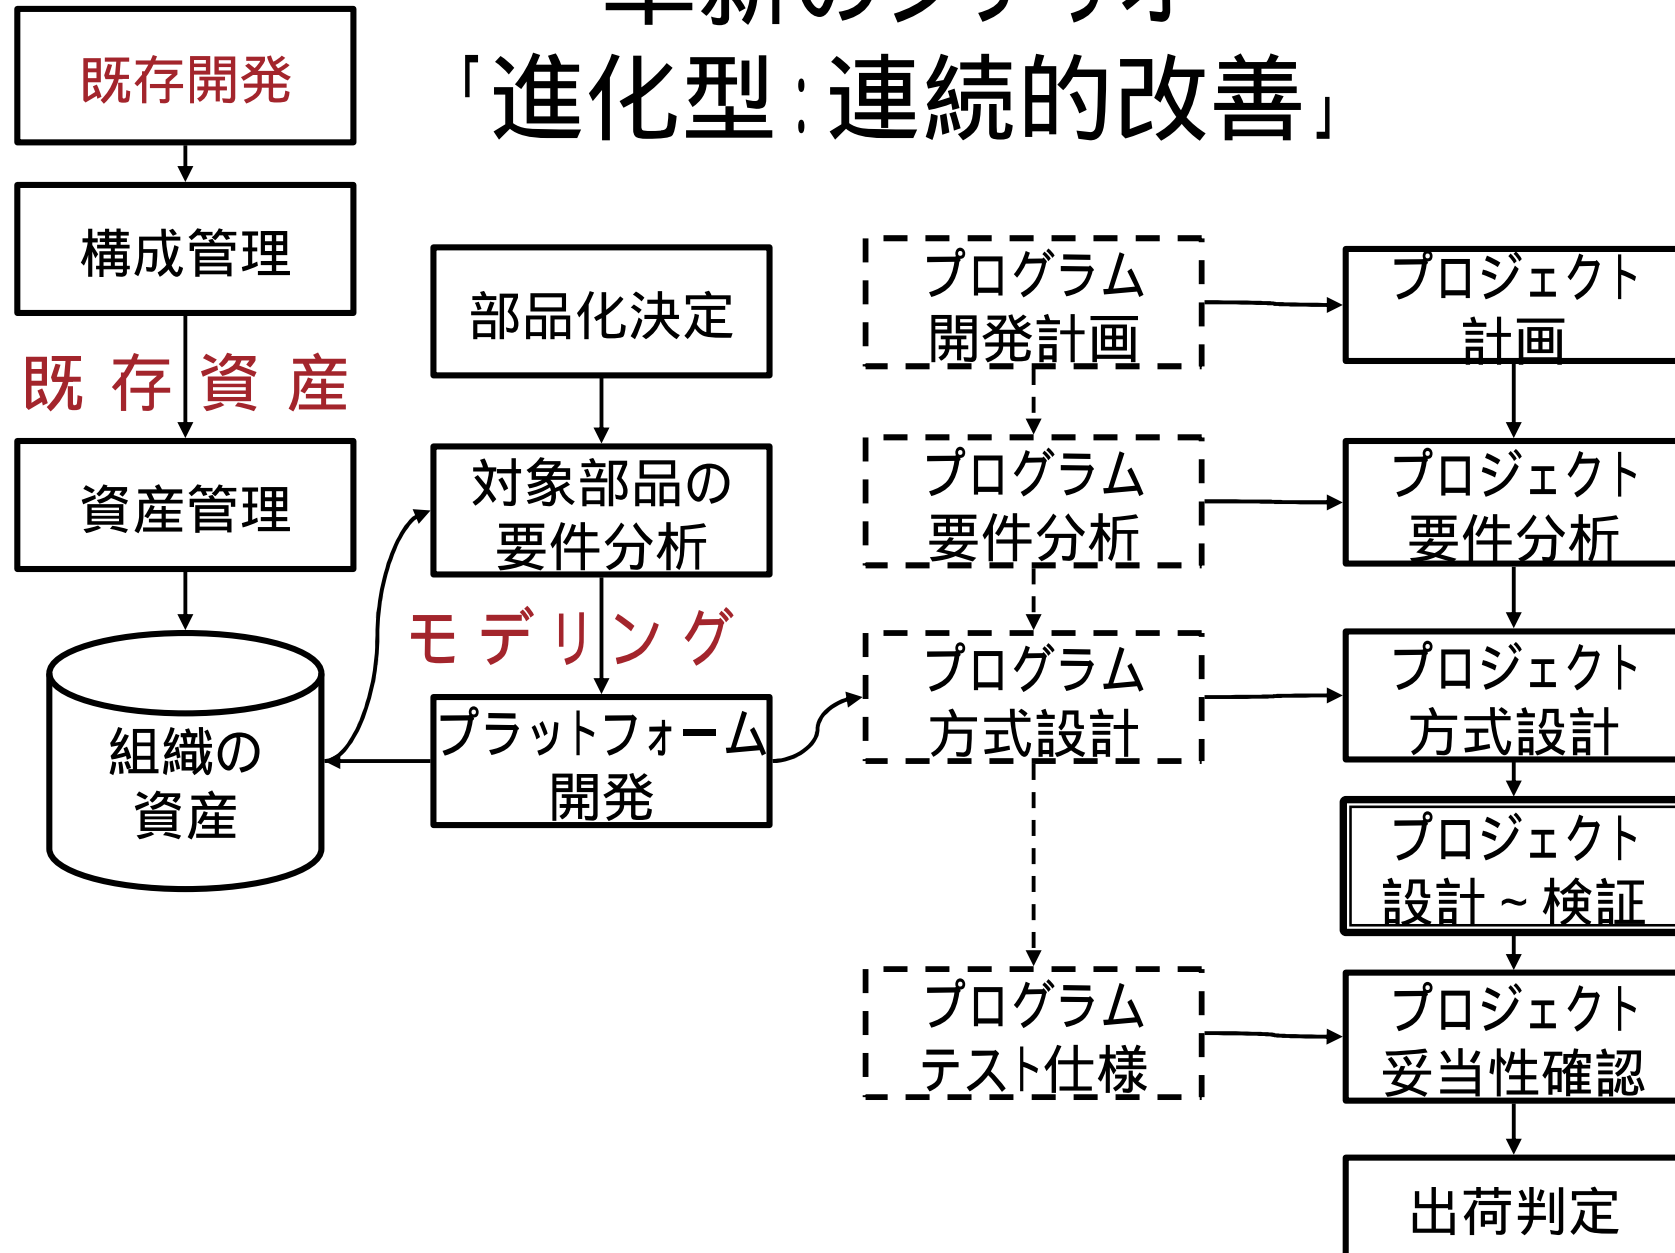 革新のシナリオ
「進化型：連続的改善」
既存開発
構成管理
既存資産
資産管理
組織の
資産
部品化決定
対象部品の
要件分析
モデリング
プラットフォーム
開発
プログラム
開発計画
プログラム
要件分析
プログラム
方式設計
プログラム
テスト仕様
プロジェクト
計画
プロジェクト
要件分析
プロジェクト
方式設計
プロジェクト
設計～検証
プロジェクト
妥当性確認
出荷判定